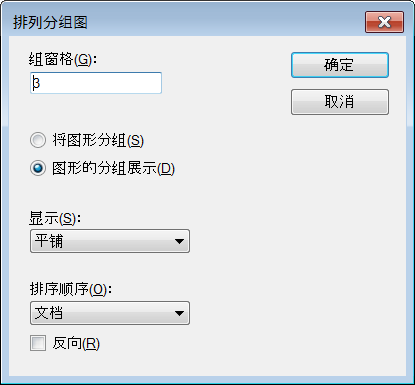 排列分组图
组窗格(G):
3
确定
取消
将图形分组(S)
图形的分组展示(D)
显示(S):
平铺
排序顺序(O):
文档
反向(R)